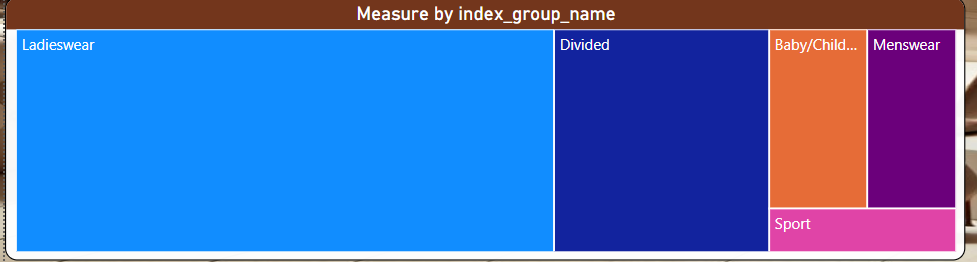 Measure by index_group_name
Ladieswear
Divided
Baby/Child...
Menswear
Sport